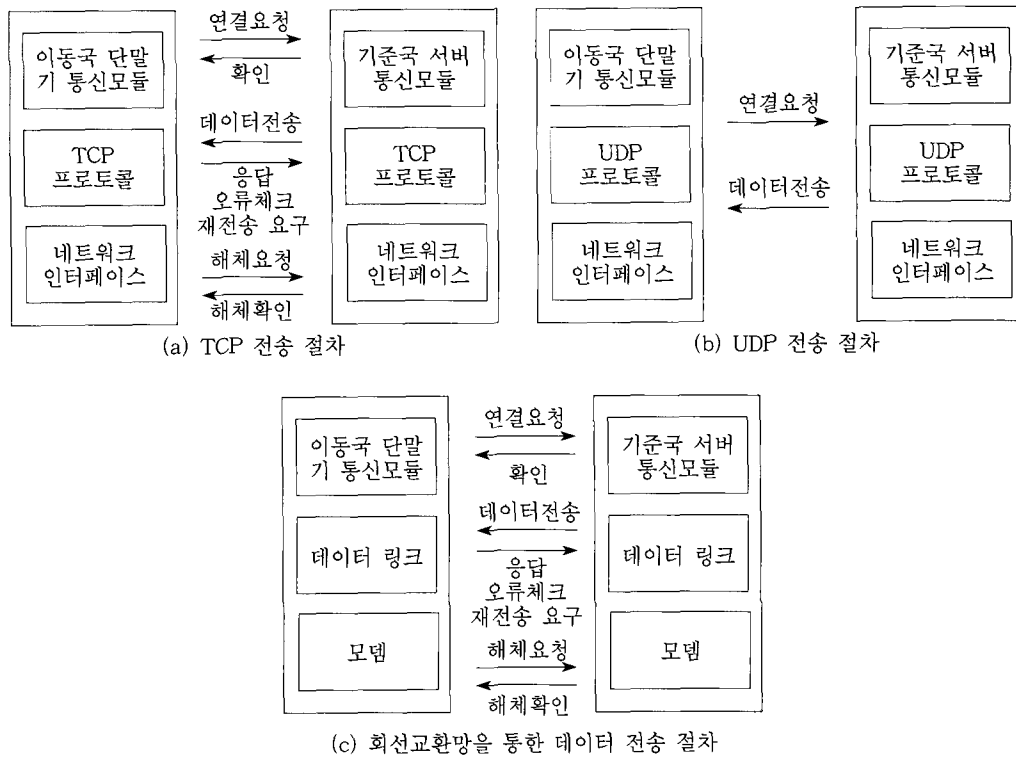 연결요청
이동국 단말
기 통신모듈
확인
기준국 서버
통신모듈
데이터전송
TCP
프로토콜
응답
오류체크
재전송 요구
TCP
프로토콜
해체요청
네트워크
인터페이스
해체확인
네트워크
인터페이스
(a) TCP 전송 절차
이동국 단말
기 통신모듈
기준국 서버
통신모듈
연결요청
UDP
프로토콜
UDP
프로토콜
데이터전송
네트워크
인터페이스
네트워크
인터페이스
(b) UDP 전송 절차
연결요청
이동국 단말
기 통신모듈
확인
기준국 서버
통신모듈
데이터전송
데이터 링크
응답
오류체크
재전송 요구
데이터 링크
모뎀
해체요청
해체확인
모뎀
(c) 회선교환망을 통한 데이터 전송 절차